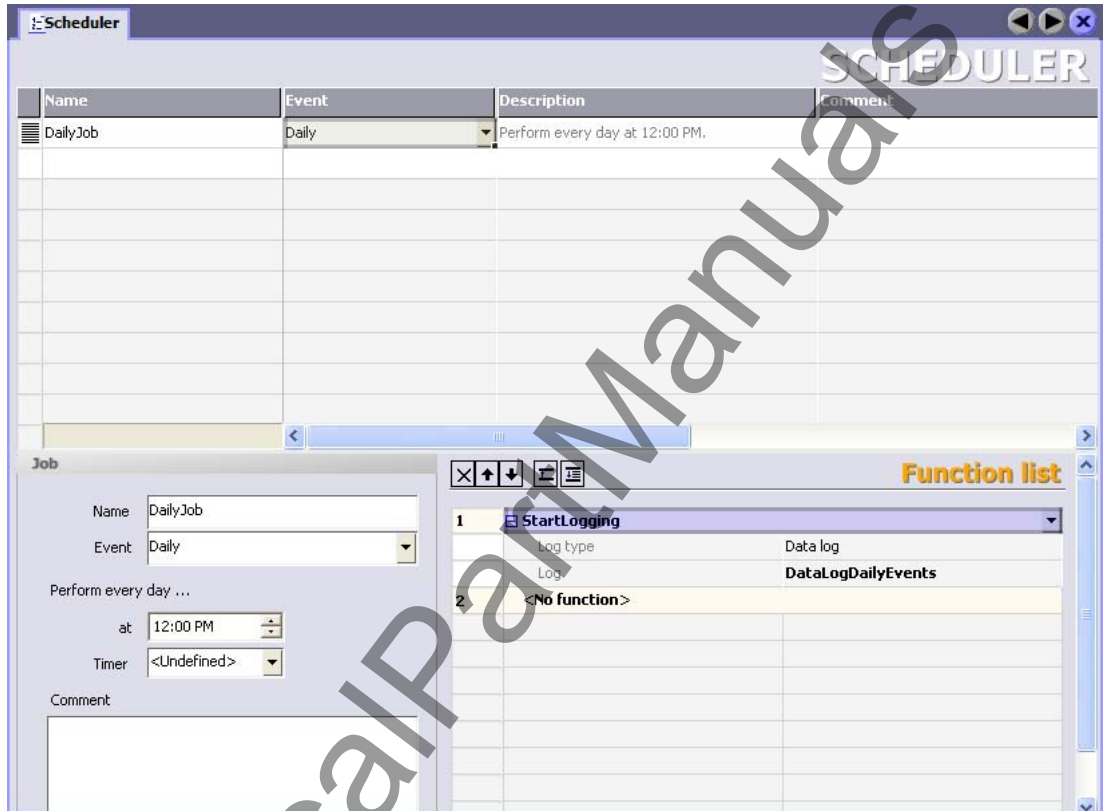 Scheduler
SCHEDULER
Name Event Description Comment
DailyJob Daily Perform every day at 12:00 PM.
Job
Function list
Name DailyJob
Event Daily
Perform every day ...
at 12:00 PM
Timer <Undefined>
Comment
1 StartLogging
Log type Data log
Log DataLogDailyEvents
2 <No function>
calPartManuals